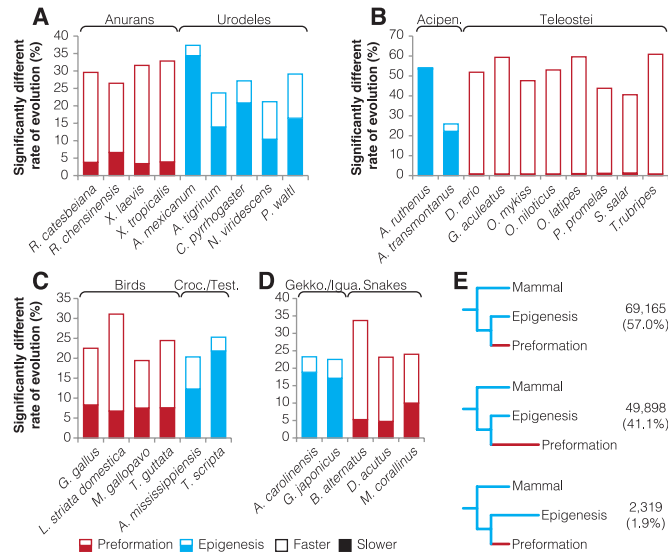 A
Anurans
Urodeles
Significantly different
rate of evolution (%)
40
35
30
25
20
15
10
5
0
R. catesbeiana
R. chensinensis
X. laevis
X. tropicalis
A. mexicanum
A. tigrinum
C. pyrrhogaster
N. viridescens
P. waltl
B
Acipen.
Teleostei
Significantly different
rate of evolution (%)
70
60
50
40
30
20
10
0
A. ruthenus
A. transmontanus
D. rerio
G. aculeatus
O. mykiss
O. niloticus
O. latipes
P. promelas
S. salar
T.rubripes
C
Birds
Croc./Test.
Significantly different
rate of evolution (%)
35
30
25
20
15
10
5
0
G. gallus
L. striata domestica
M. gallopavo
T. guttata
A. mississippiensis
T. scripta
D
Gekko./Iqua.
Snakes
40
35
30
25
20
15
10
5
0
A. carolinensis
G. japonicus
B. alternatus
D. acutus
M. corallinus
E
Mammal
Epigenesis
Preformation
69,165
(57.0%)
Mammal
Epigenesis
Preformation
49,898
(41.1%)
Mammal
Epigenesis
Preformation
2,319
(1.9%)
Preformation
Epigenesis
Faster
Slower